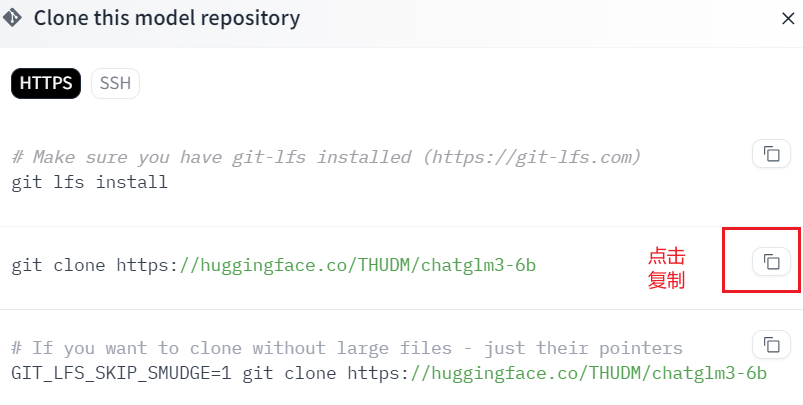 Clone this model repository
HTTPS SSH
# Make sure you have git-lfs installed (https://git-lfs.com)
git lfs install
git clone https://huggingface.co/THUDM/chatglm3-6b
点击
复制
# If you want to clone without large files - just their pointers
GIT_LFS_SKIP_SMUDGE=1 git clone https://huggingface.co/THUDM/chatglm3-6b